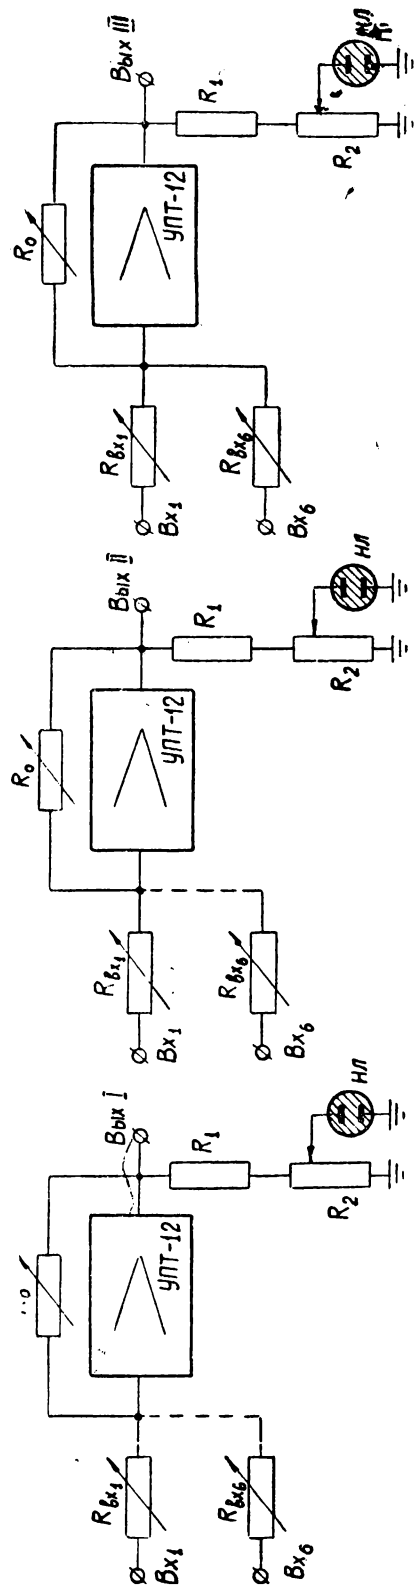 Вых I
УПТ-12
R₁
R₂
НЛ
Rвх₁
Вх₁
Rвх₆
Вх₆
Вых II
R₀
УПТ-12
R₁
R₂
НЛ
Rвх₁
Вх₁
Rвх₆
Вх₆
Вых III
R₀
УПТ-12
R₁
R₂
Rвх₁
Вх₁
Rвх₆
Вх₆